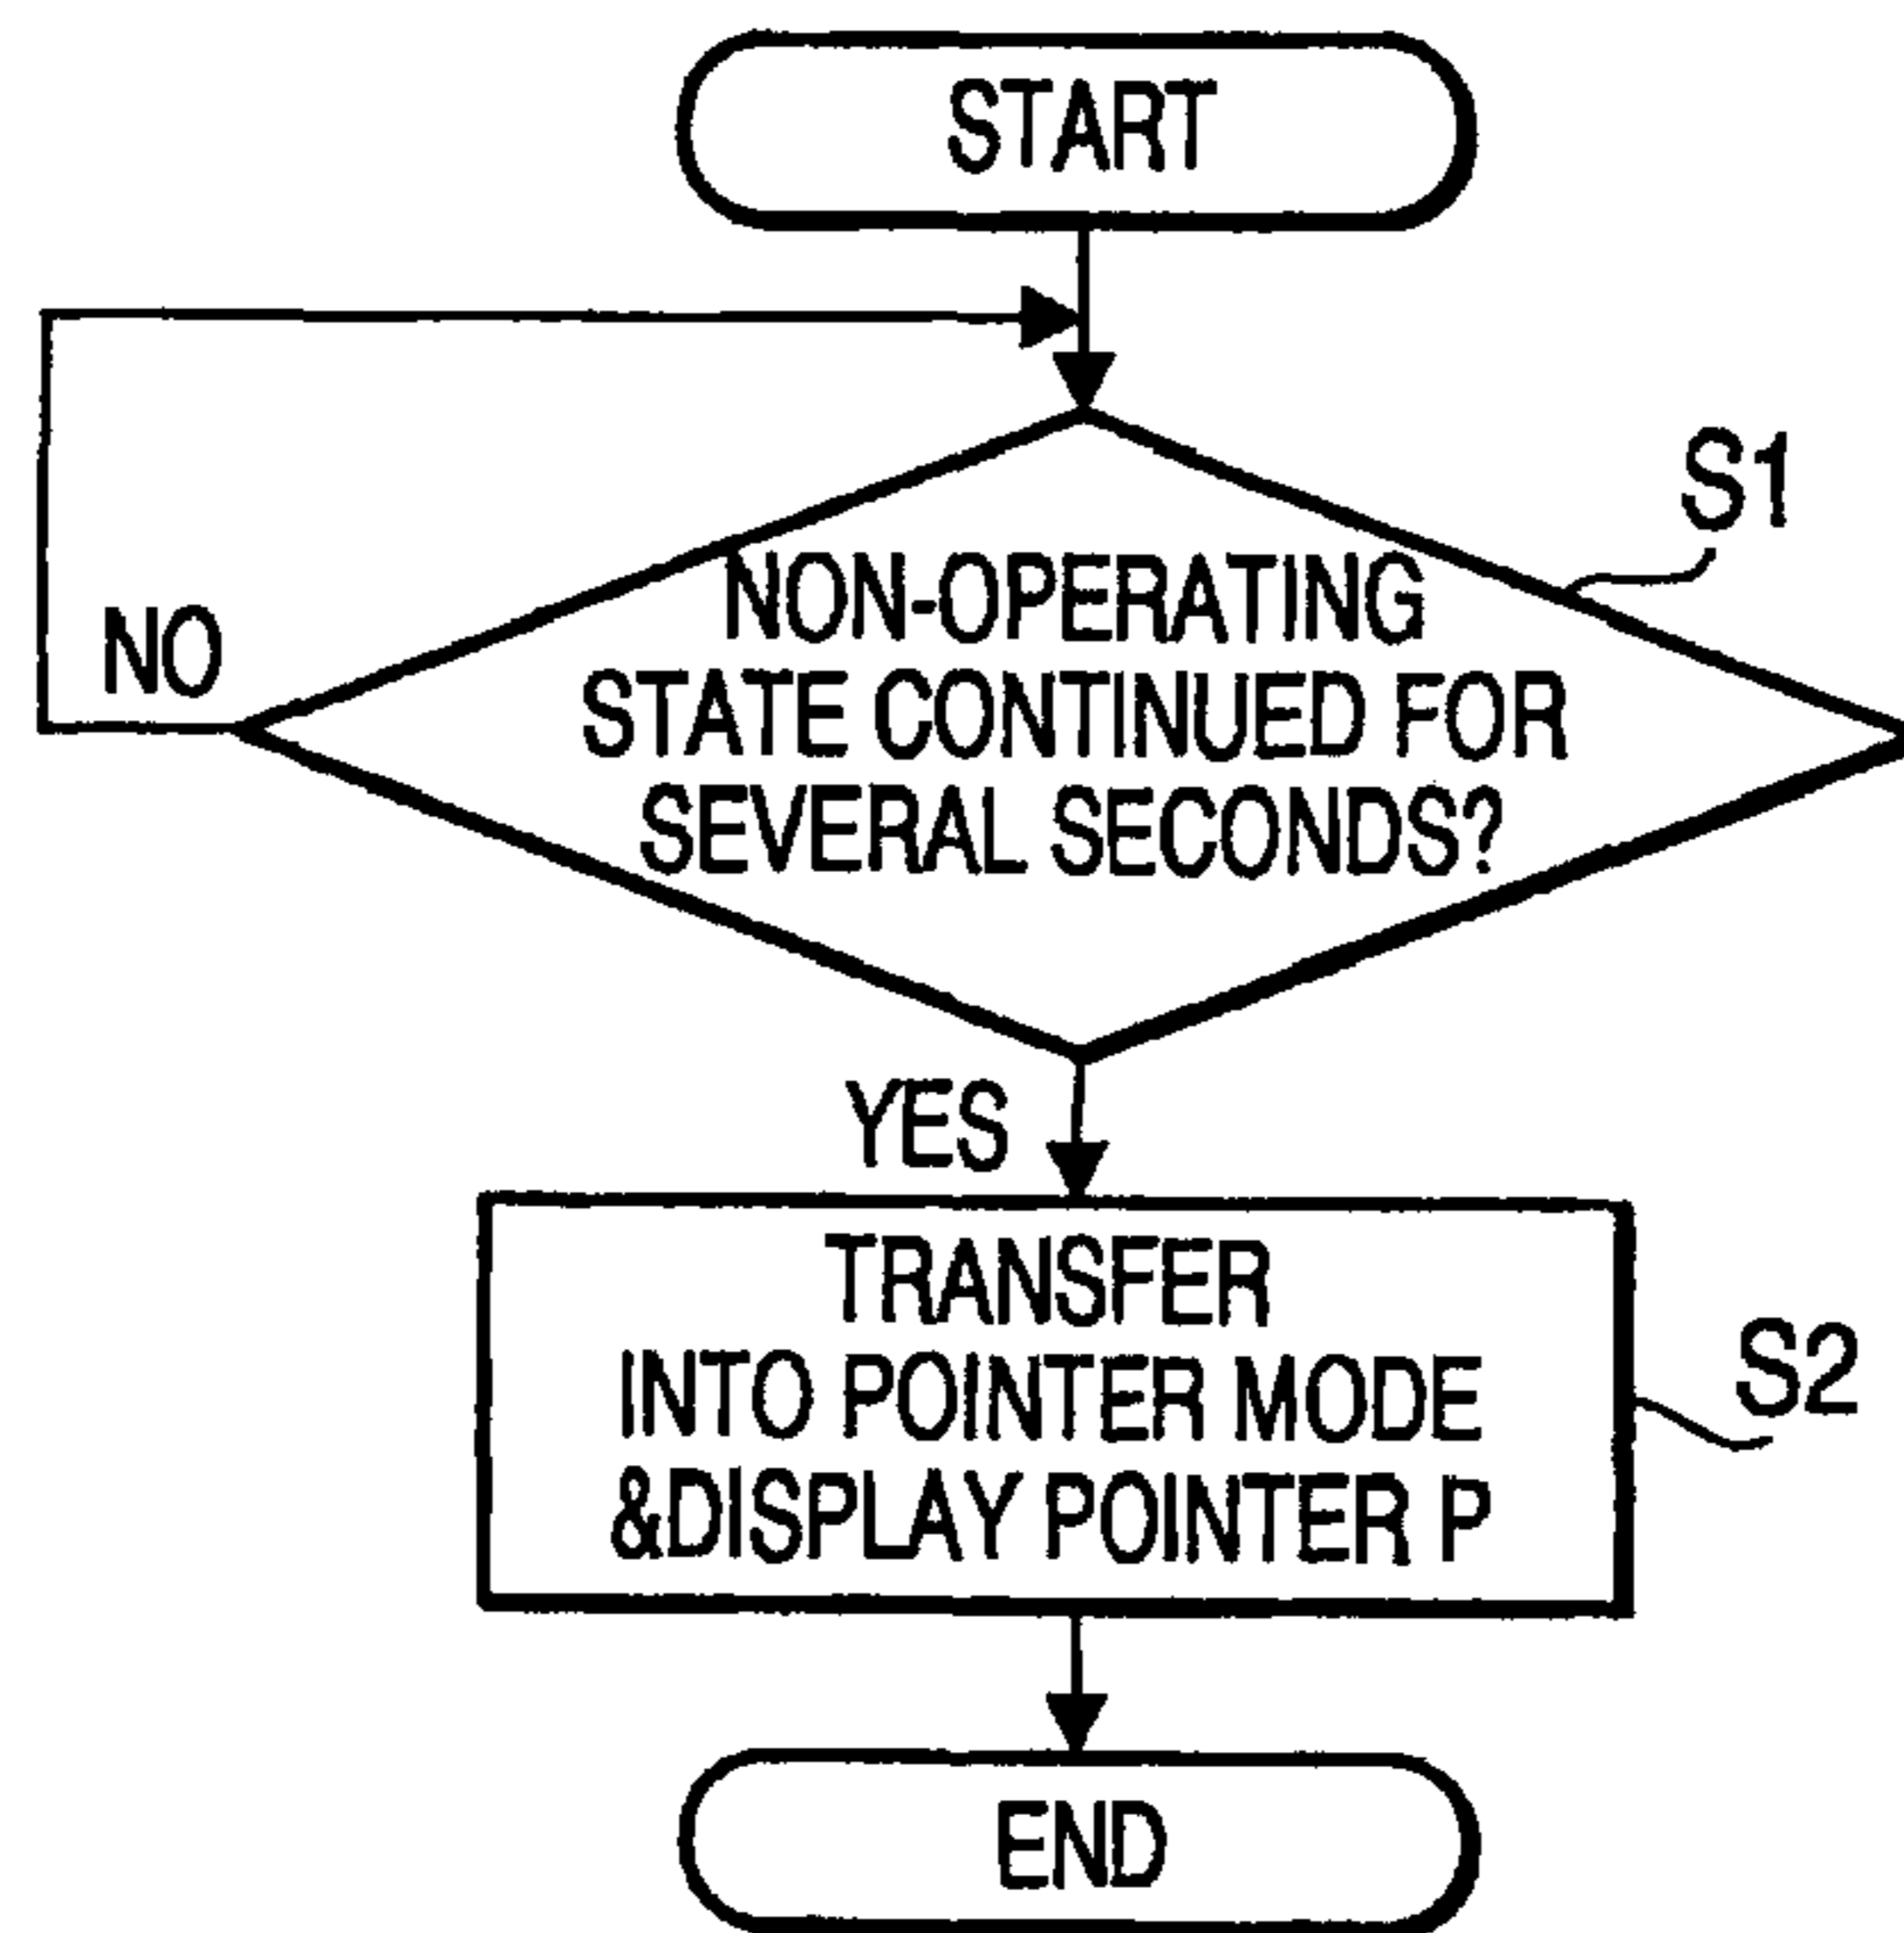 START
S1
NON-OPERATING
STATE CONTINUED FOR
SEVERAL SECONDS?
NO
YES
TRANSFER
INTO POINTER MODE
&DISPLAY POINTER P
S2
END